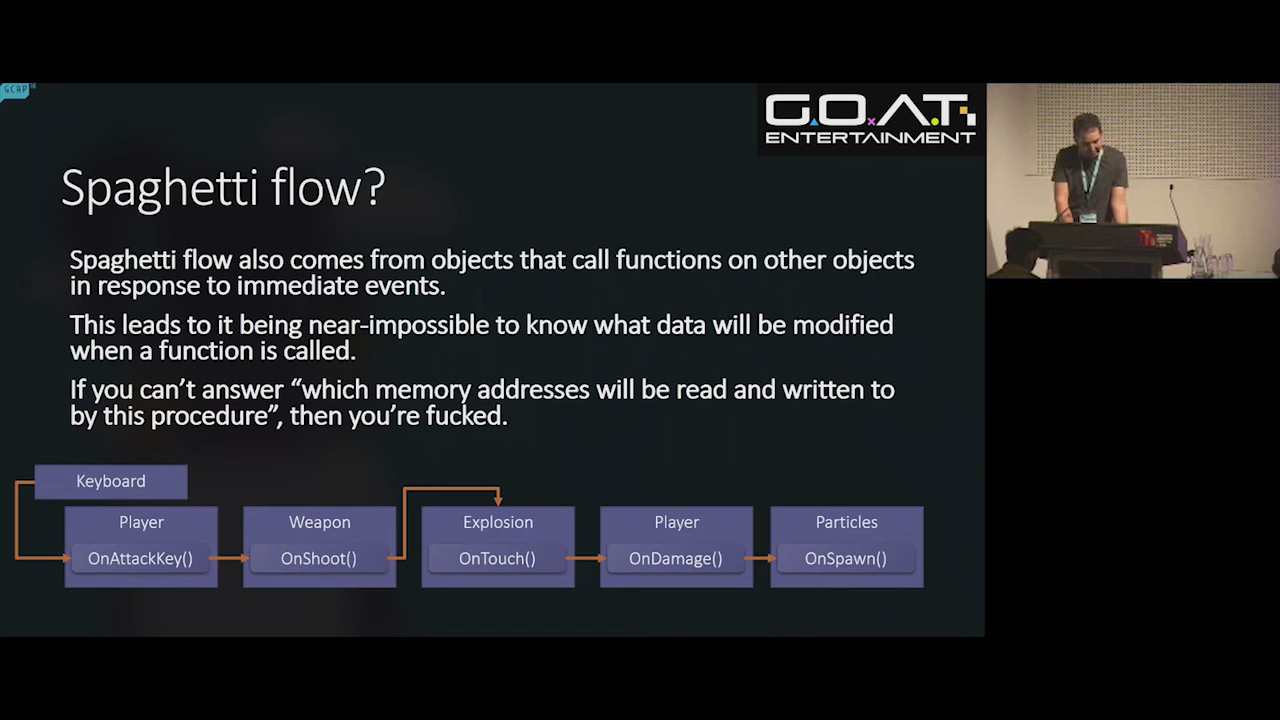 GCAP 16
G.O.A.T.
ENTERTAINMENT
Spaghetti flow?
Spaghetti flow also comes from objects that call functions on other objects
in response to immediate events.
This leads to it being near-impossible to know what data will be modified
when a function is called.
If you can’t answer “which memory addresses will be read and written to
by this procedure”, then you’re fucked.
Keyboard
Player
OnAttackKey()
Weapon
OnShoot()
Explosion
OnTouch()
Player
OnDamage()
Particles
OnSpawn()